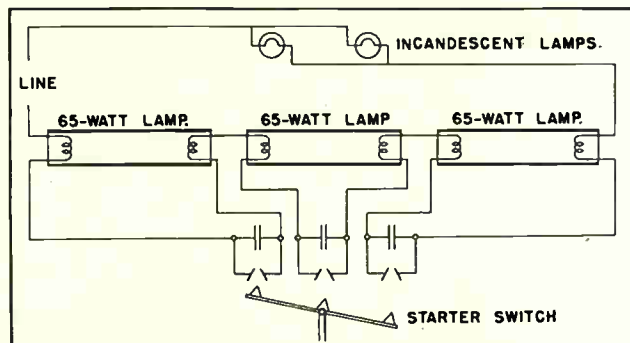 INCANDESCENT LAMPS.
LINE
65-WATT LAMP. 65-WATT LAMP 65-WATT LAMP.
STARTER SWITCH